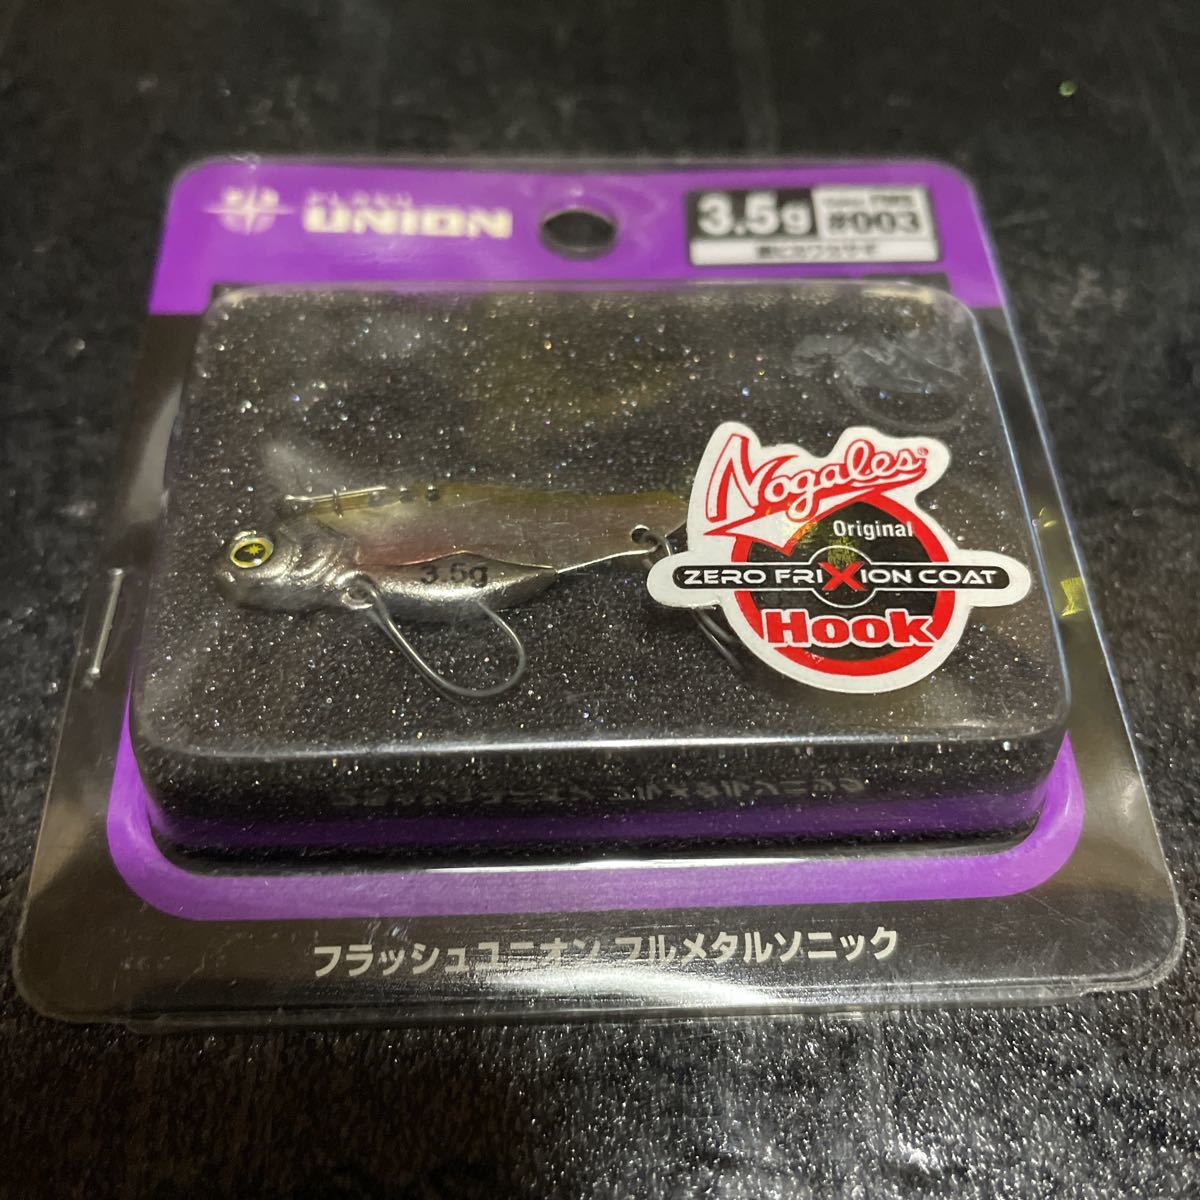 FLASH
UNION
3.5g
#003
3.5g
Nogales
Original
ZERO FRIXION COAT
Hook
フラッシュユニオン フルメタルソニック